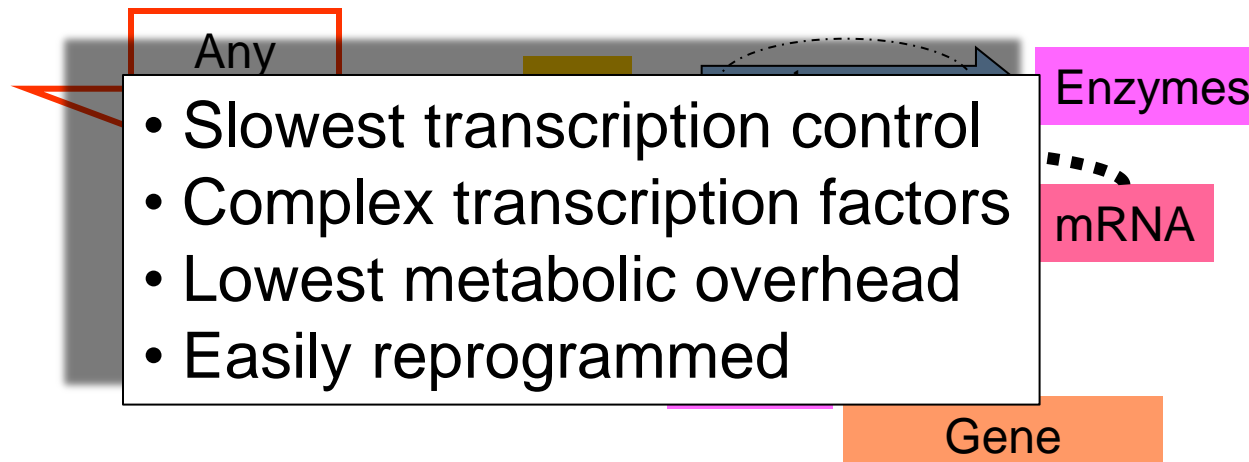 Any
Enzymes
• Slowest transcription control
• Complex transcription factors
• Lowest metabolic overhead
• Easily reprogrammed
mRNA
Gene